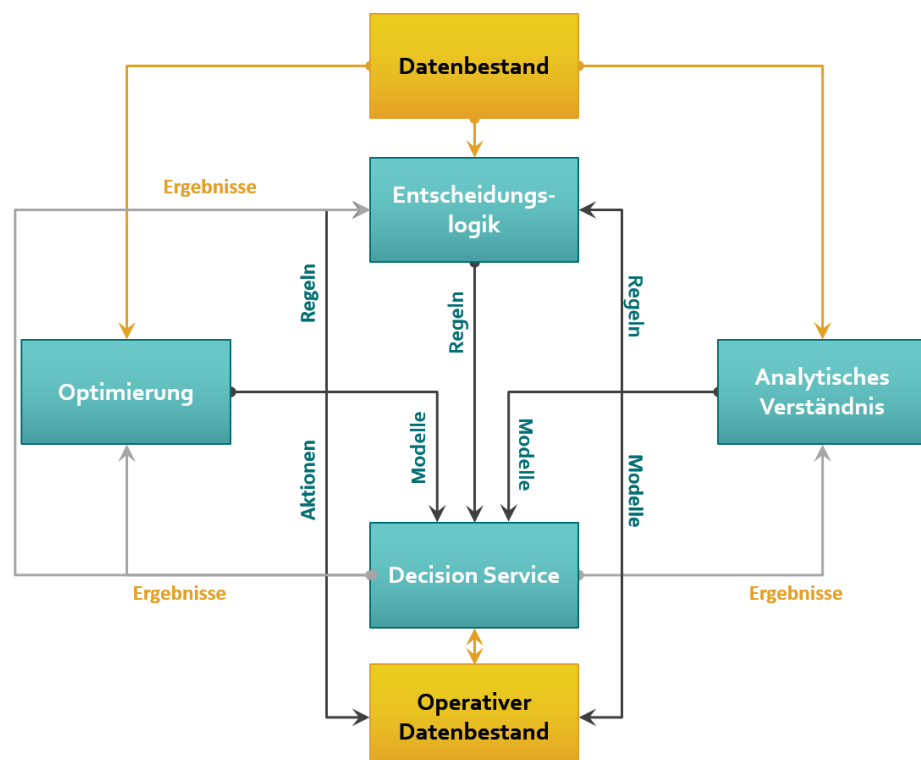 Datenbestand
Ergebnisse
Entscheidungs-
logik
Regeln
Regeln
Regeln
Optimierung
Analytisches
Verständnis
Modelle
Modelle
Aktionen
Modelle
Decision Service
Ergebnisse
Ergebnisse
Operativer
Datenbestand